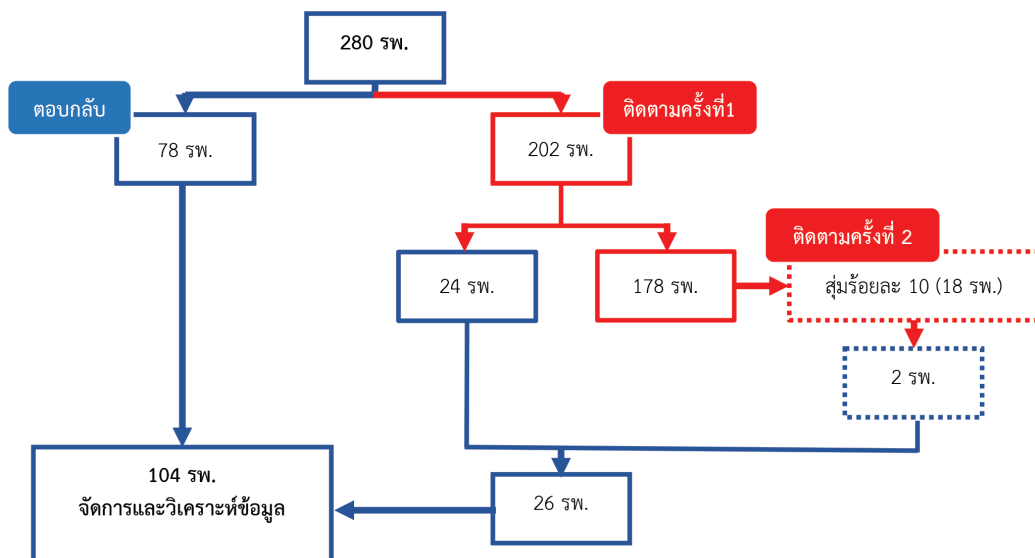 280 รพ.
ตอบกลับ
ติดตามครั้งที่1
78 รพ.
202 รพ.
ติดตามครั้งที่ 2
24 รพ.
178 รพ.
สุ่มร้อยละ 10 (18 รพ.)
2 รพ.
104 รพ.
จัดการและวิเคราะห์ข้อมูล
26 รพ.